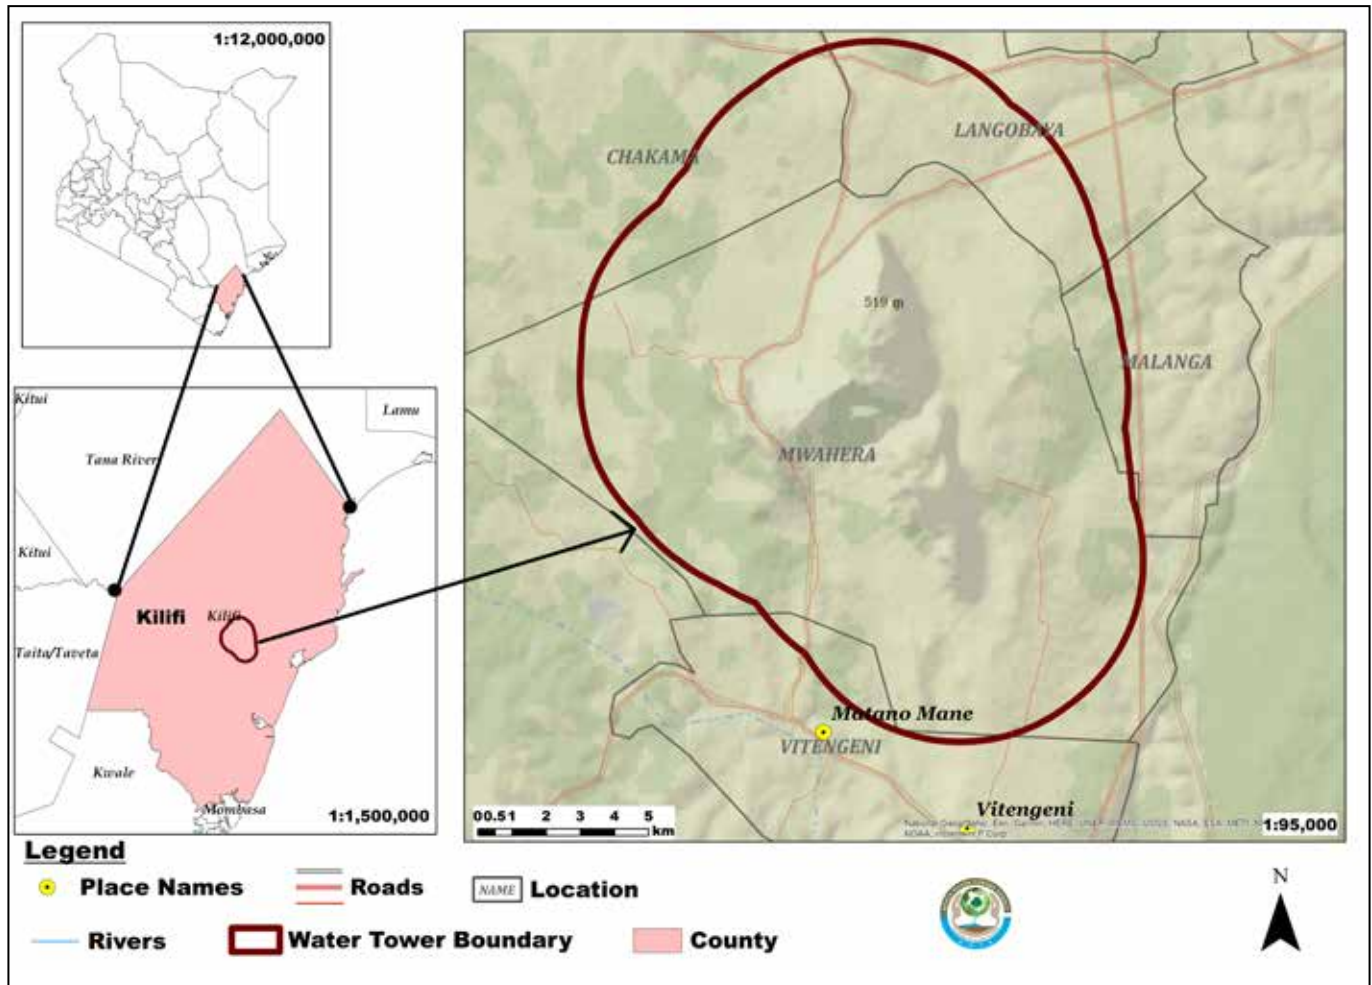 1:12,000,000
CHAKAMA
LANGOBAYA
519 m
MALANGA
MWAHERA
Matano Mane
VITENGENI
Vitengeni
00.51 2 3 4 5
km
1:95,000
Kitui
Lamu
Tana River
Kitui
Kilifi
Kilifi
Taita/Taveta
Kwale
Mombasa
1:1,500,000
Legend
Place Names
Roads
NAME Location
N
Rivers
Water Tower Boundary
County